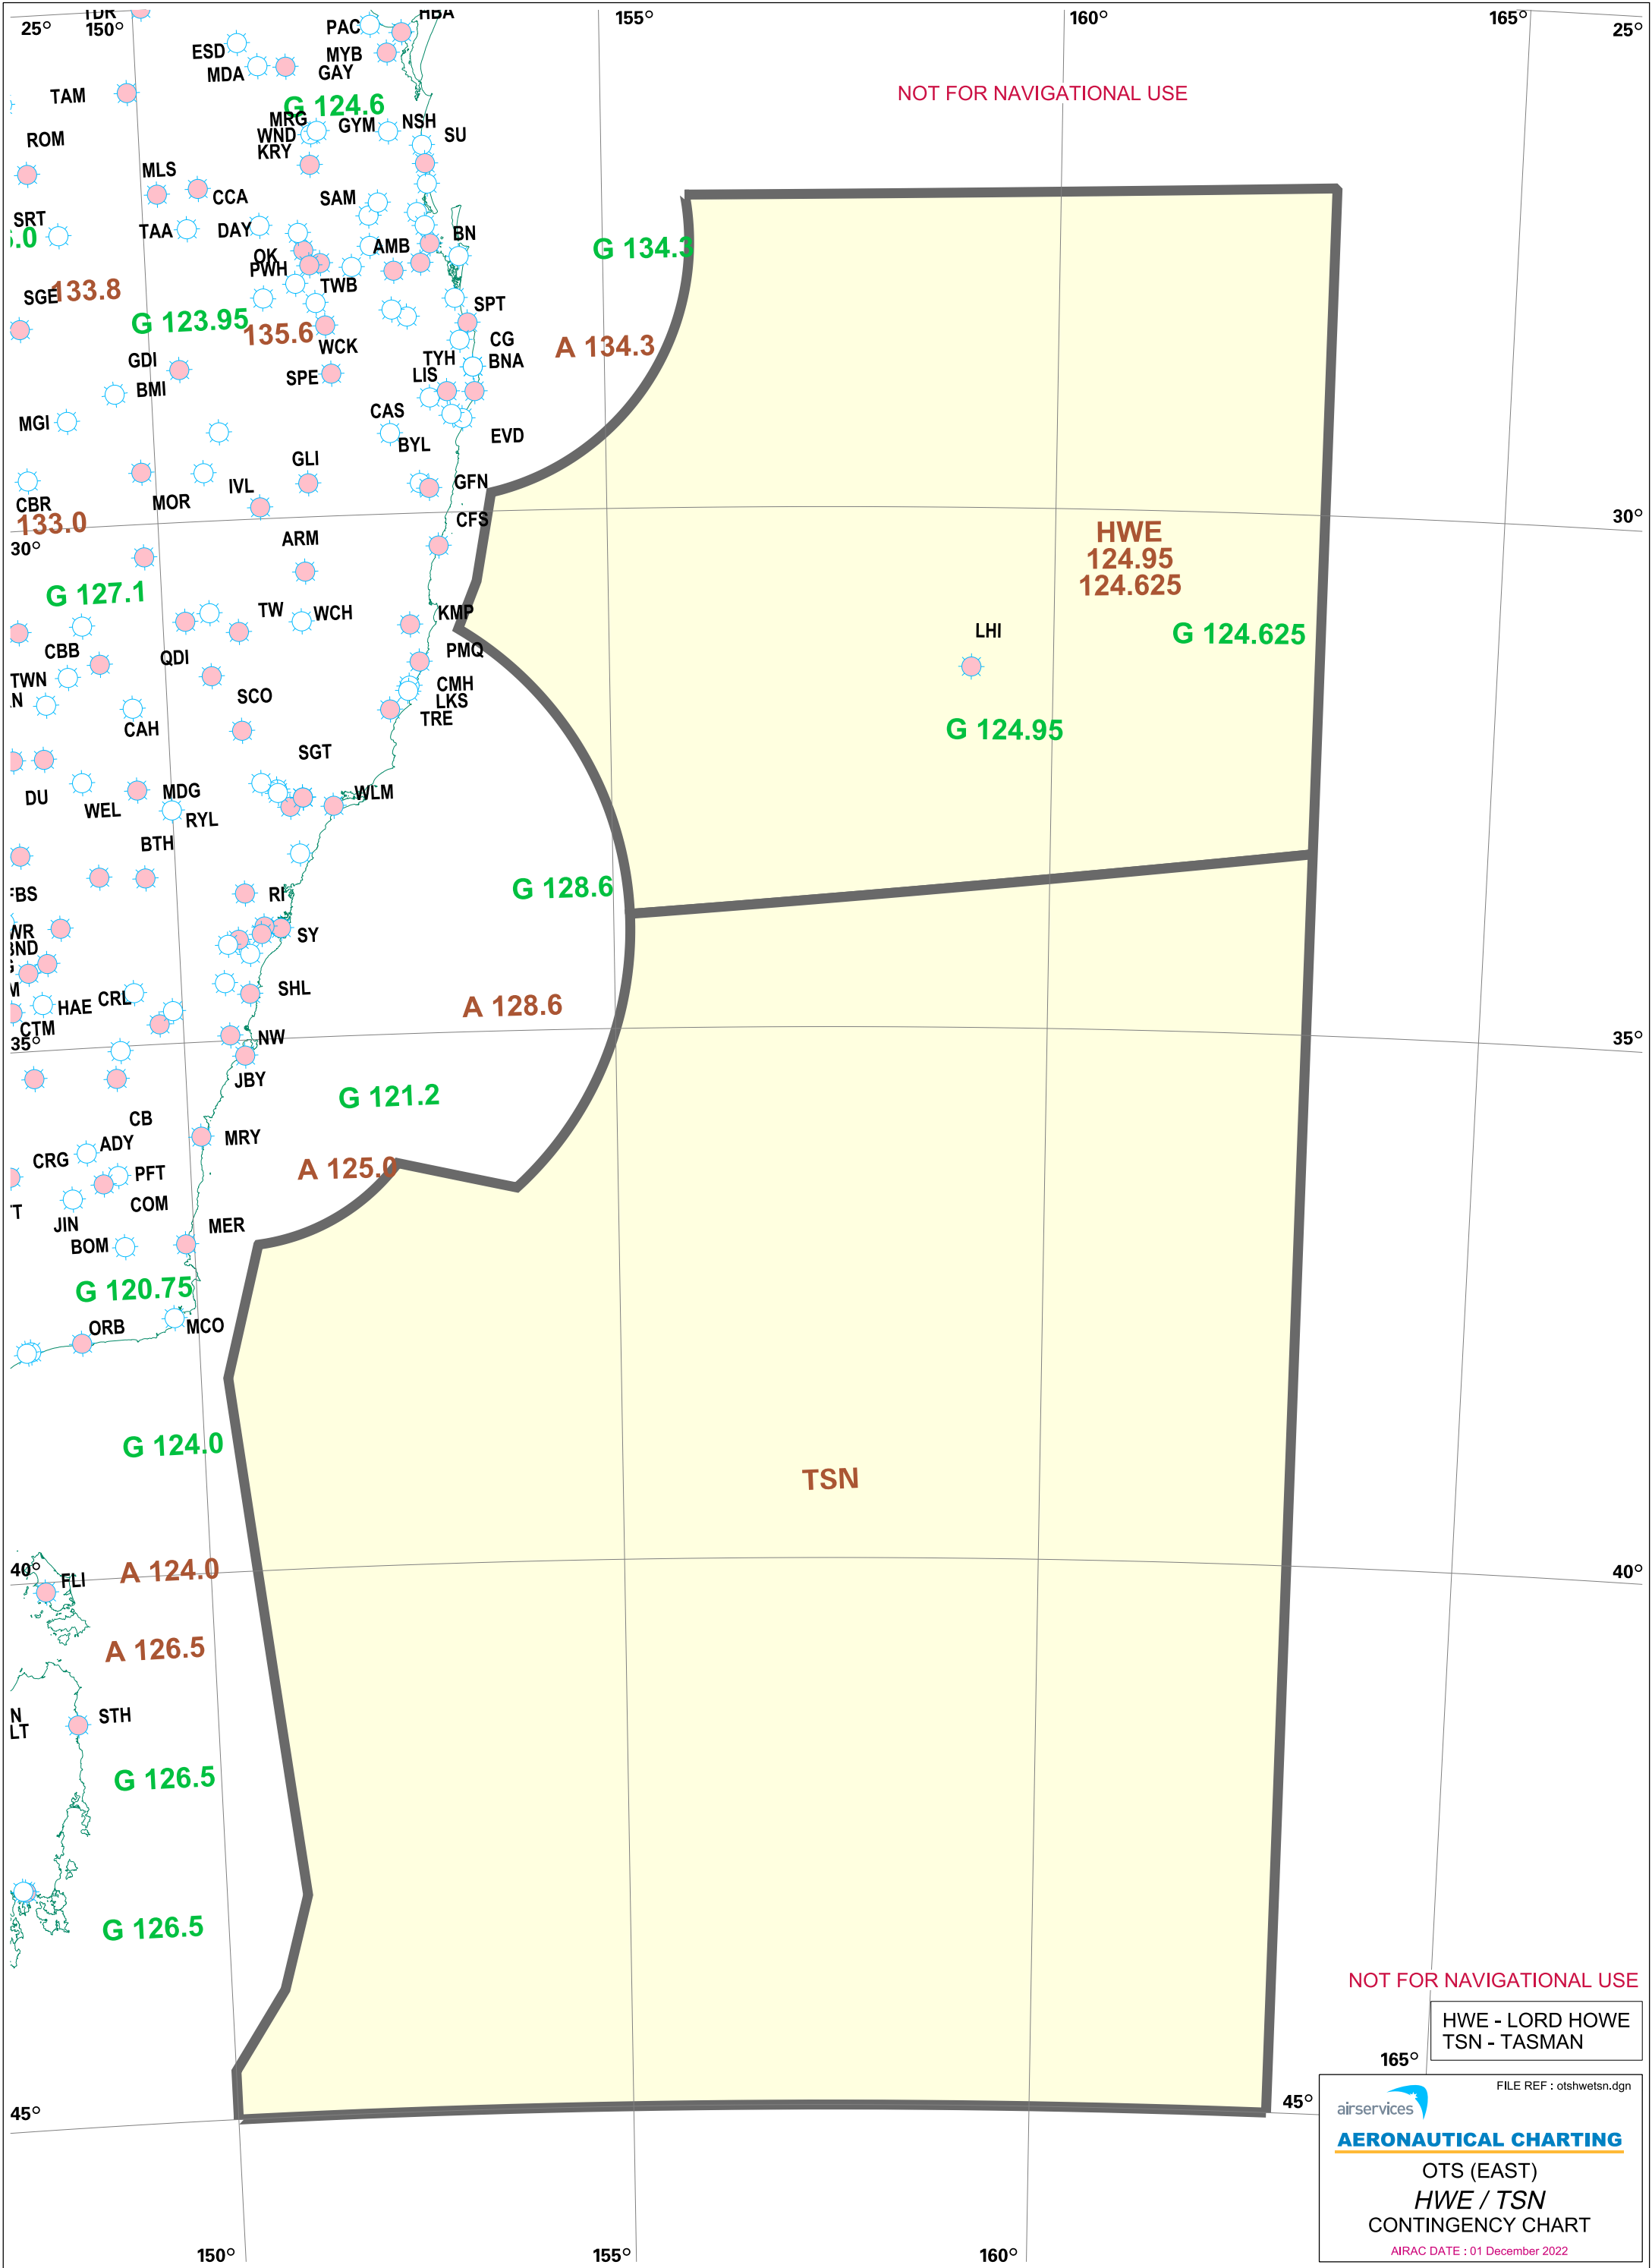 TDR
HBA
25°
150°
155°
160°
165°
25°
PAC
ESD
MYB
MDA
GAY
NOT FOR NAVIGATIONAL USE
TAM
G 124.6
MRG
GYM
NSH
WND
SU
ROM
KRY
MLS
CCA
SAM
SRT
TAA
DAY
BN
AMB
G 134.3
OK
PWH
TWB
133.8
SGE
SPT
G 123.95
135.6
WCK
CG
A 134.3
TYH
BNA
GDI
LIS
SPE
BMI
CAS
MGI
BYL
EVD
GLI
IVL
GFN
CBR
MOR
CFS
133.0
30°
30°
ARM
HWE
124.95
124.625
G 127.1
TW
WCH
KMP
G 124.625
LHI
CBB
QDI
PMQ
TWN
CMH
SCO
LKS
TRE
CAH
G 124.95
SGT
DU
MDG
WLM
WEL
RYL
BTH
G 128.6
FBS
RI
WR
SY
SHL
HAE
CRL
A 128.6
CTM
NW
35°
35°
JBY
G 121.2
CB
ADY
MRY
CRG
PFT
A 125.0
COM
JIN
MER
BOM
G 120.75
ORB
MCO
G 124.0
TSN
40°
40°
FLI
A 124.0
A 126.5
N
LT
STH
G 126.5
G 126.5
NOT FOR NAVIGATIONAL USE
HWE - LORD HOWE
TSN - TASMAN
165°
45°
45°
FILE REF : otshwetsn.dgn
airservices
AERONAUTICAL CHARTING
OTS (EAST)
HWE / TSN
CONTINGENCY CHART
AIRAC DATE : 01 December 2022
150°
155°
160°